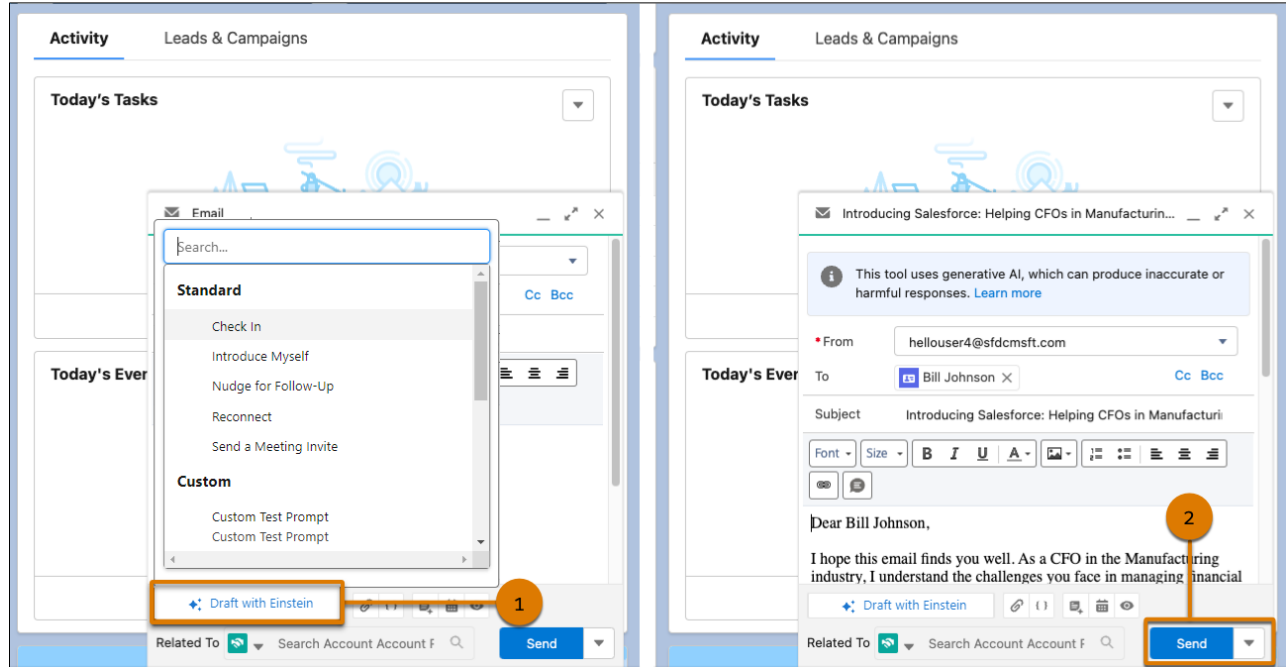 Activity
Leads & Campaigns
Today's Tasks
Email
Search...
Standard
Cc Bcc
Check In
Introduce Myself
Today's Even
Nudge for Follow-Up
Reconnect
Send a Meeting Invite
Custom
Custom Test Prompt
Custom Test Prompt
Draft with Einstein
1
Related To
Search Account Account F
Send
Activity
Leads & Campaigns
Today's Tasks
Introducing Salesforce: Helping CFOs in Manufacturin...
This tool uses generative AI, which can produce inaccurate or
harmful responses. Learn more
*From hellouser4@sfdcmsft.com
Today's Even
To Bill Johnson Cc Bcc
Subject Introducing Salesforce: Helping CFOs in Manufacturi
Font Size B I U A
Dear Bill Johnson,
2
I hope this email finds you well. As a CFO in the Manufacturing
industry, I understand the challenges you face in managing financial
Draft with Einstein
Related To
Search Account Account F
Send